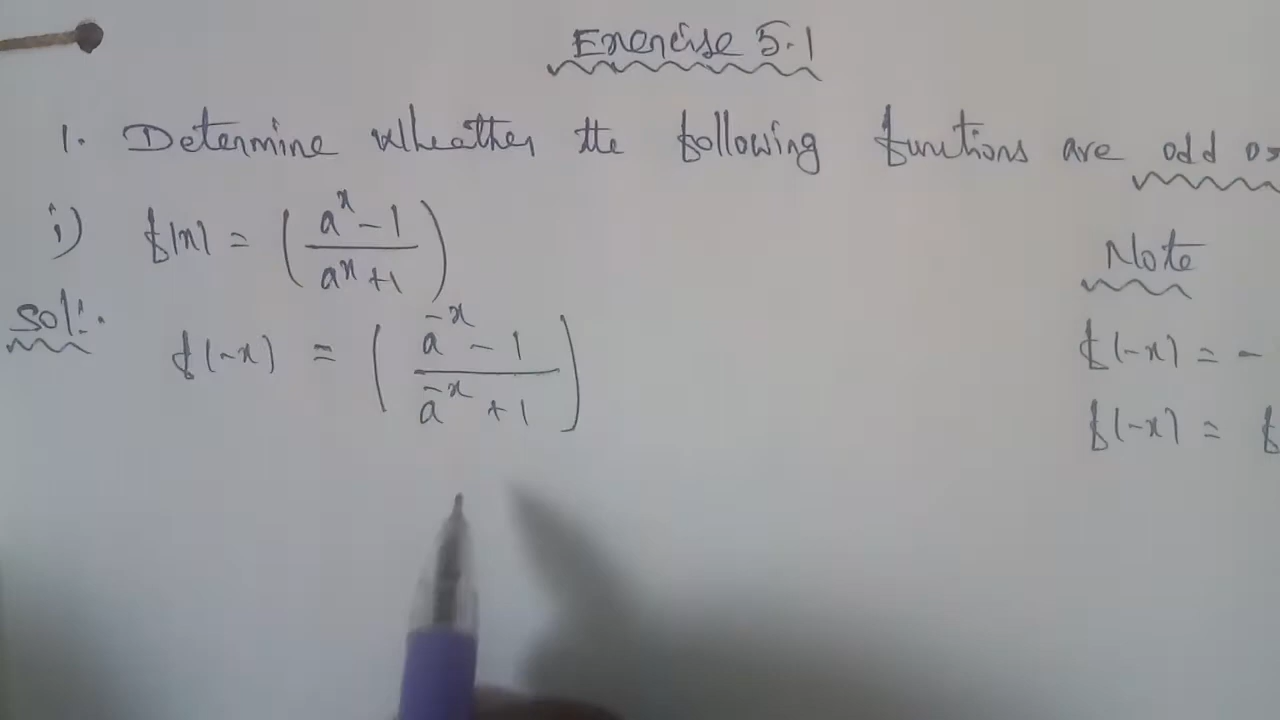 Exercise 5.1
1. Determine wheather the following functions are odd or
i) f(x) = ( a^x - 1 / a^x + 1 )
Sol:.
f(-x) = ( a^-x - 1 / a^-x + 1 )
Note
f(-x) = -
f(-x) = f